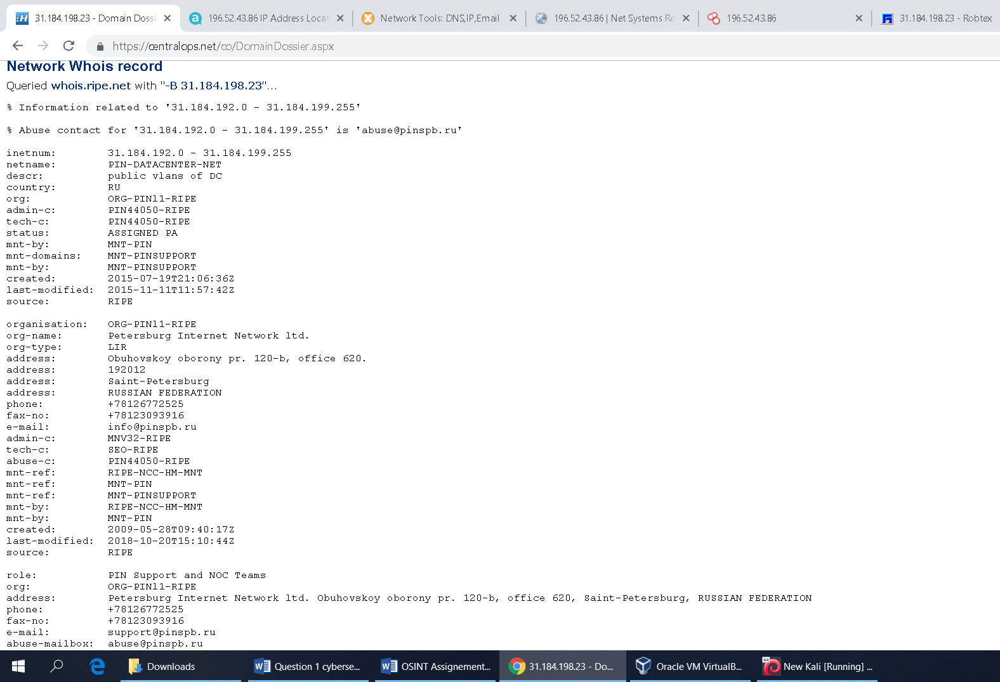 31.184.198.23 - Domain Dossi
196.52.43.86 IP Address Locat
Network Tools: DNS,IP,Email
196.52.43.86 | Net Systems Re
196.52.43.86
31.184.198.23 - Robtex
https://centralops.net/co/DomainDossier.aspx
Network Whois record
Queried whois.ripe.net with "-B 31.184.198.23"...
% Information related to '31.184.192.0 - 31.184.199.255'
% Abuse contact for '31.184.192.0 - 31.184.199.255' is 'abuse@pinspb.ru'
inetnum: 31.184.192.0 - 31.184.199.255
netname: PIN-DATACENTER-NET
descr: public vlans of DC
country: RU
org: ORG-PINl1-RIPE
admin-c: PIN44050-RIPE
tech-c: PIN44050-RIPE
status: ASSIGNED PA
mnt-by: MNT-PIN
mnt-domains: MNT-PINSUPPORT
mnt-by: MNT-PINSUPPORT
created: 2015-07-19T21:06:36Z
last-modified: 2015-11-11T11:57:42Z
source: RIPE
organisation: ORG-PINl1-RIPE
org-name: Petersburg Internet Network ltd.
org-type: LIR
address: Obuhovskoy oborony pr. 120-b, office 620.
address: 192012
address: Saint-Petersburg
address: RUSSIAN FEDERATION
phone: +78126772525
fax-no: +78123093916
e-mail: info@pinspb.ru
admin-c: MNV32-RIPE
tech-c: SEO-RIPE
abuse-c: PIN44050-RIPE
mnt-ref: RIPE-NCC-HM-MNT
mnt-ref: MNT-PIN
mnt-ref: MNT-PINSUPPORT
mnt-by: RIPE-NCC-HM-MNT
mnt-by: MNT-PIN
created: 2009-05-28T09:40:17Z
last-modified: 2018-10-20T15:10:44Z
source: RIPE
role: PIN Support and NOC Teams
org: ORG-PINl1-RIPE
address: Petersburg Internet Network ltd. Obuhovskoy oborony pr. 120-b, office 620, Saint-Petersburg, RUSSIAN FEDERATION
phone: +78126772525
fax-no: +78123093916
e-mail: support@pinspb.ru
abuse-mailbox: abuse@pinspb.ru
Downloads
Question 1 cyberse...
OSINT Assignement...
31.184.198.23 - Do...
Oracle VM VirtualB...
64
New Kali [Running] ...